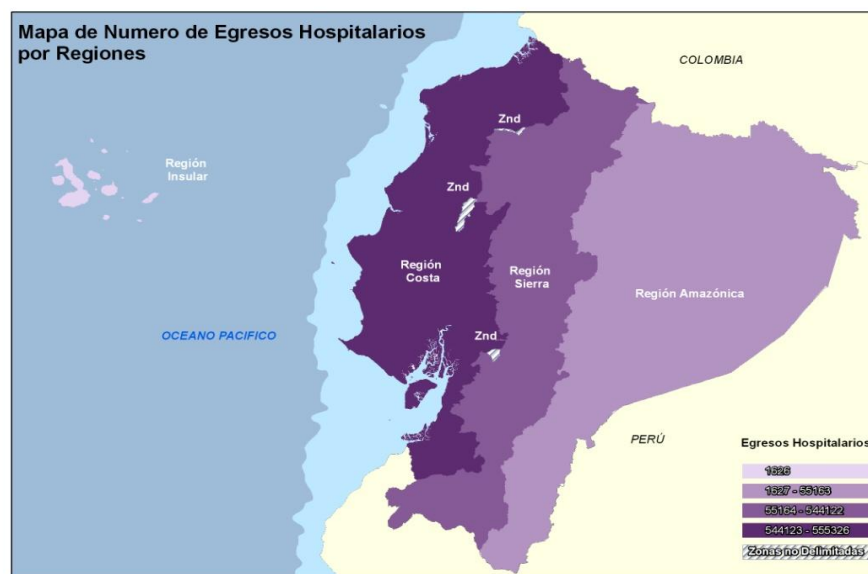 Mapa de Numero de Egresos Hospitalarios
por Regiones
COLOMBIA
Znd
Región
Insular
Znd
Región
Costa
Región
Sierra
Región Amazónica
OCEANO PACIFICO
Znd
PERÚ
Egresos Hospitalarios
1626
1627 - 55163
55164 - 544122
544123 - 555326
Zonas no Delimitadas